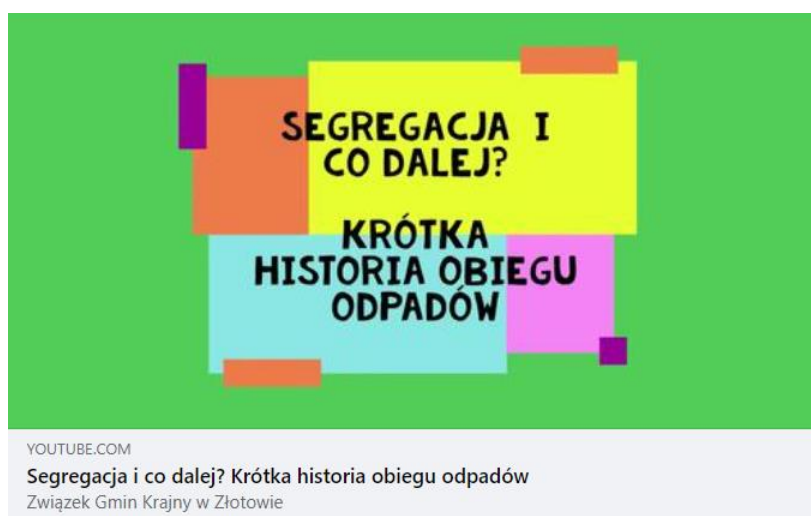 SEGREGACJA I
CO DALEJ?
KRÓTKA
HISTORIA OBIEGU
ODPADÓW
YOUTUBE.COM
Segregacja i co dalej? Krótka historia obiegu odpadów
Związek Gmin Krajny w Złotowie